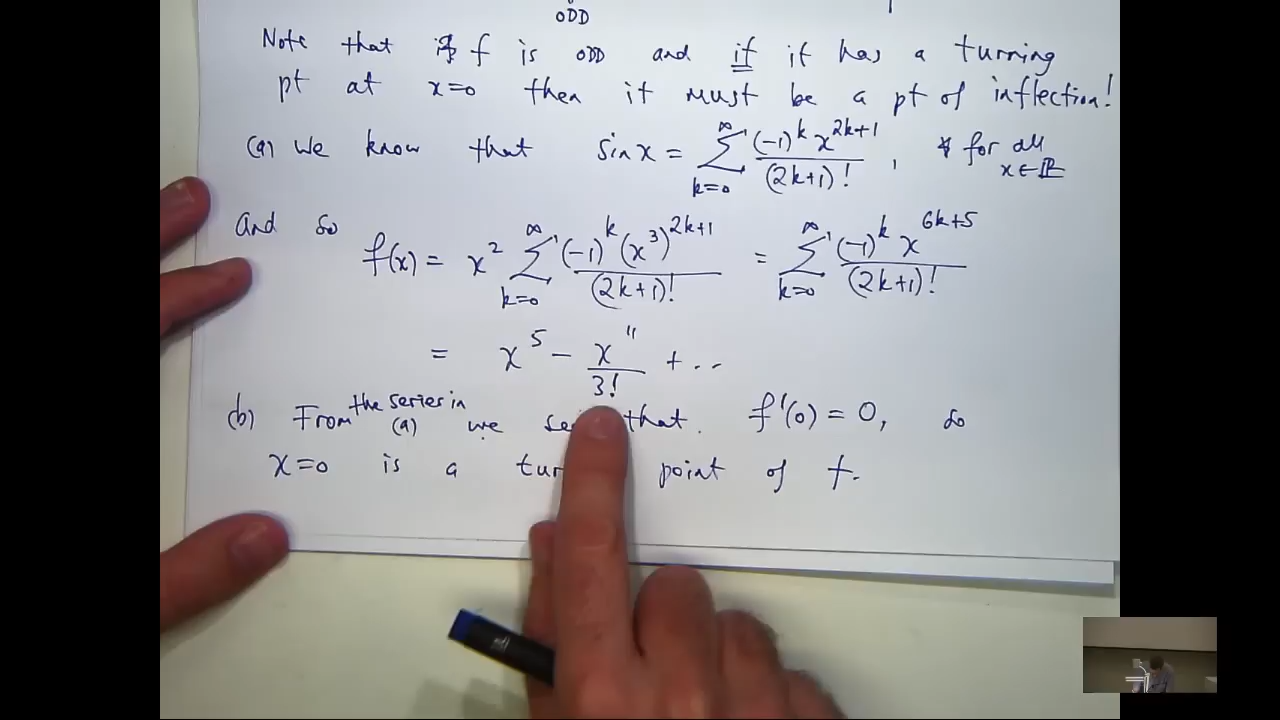 ODD
Note that if f is ODD and if it has a turning
pt at x=0 then it must be a pt of inflection!
(a) We know that sin x = ∑_{k=0}^{∞} (-1)^k x^{2k+1} / (2k+1)! , for all x∈ℝ
And so
f(x) = x^2 ∑_{k=0}^{∞} (-1)^k (x^3)^{2k+1} / (2k+1)! = ∑_{k=0}^{∞} (-1)^k x^{6k+5} / (2k+1)!
= x^5 - x^{11} / 3! + ...
(b) From the series in (a) we see that f'(0) = 0, so
x=0 is a point of f.